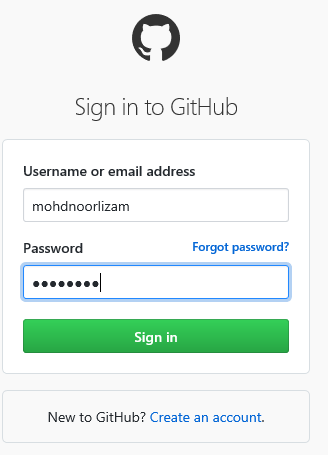 Sign in to GitHub
Username or email address
mohdnoorlizam
Password Forgot password?
●●●●●●●●
Sign in
New to GitHub? Create an account.